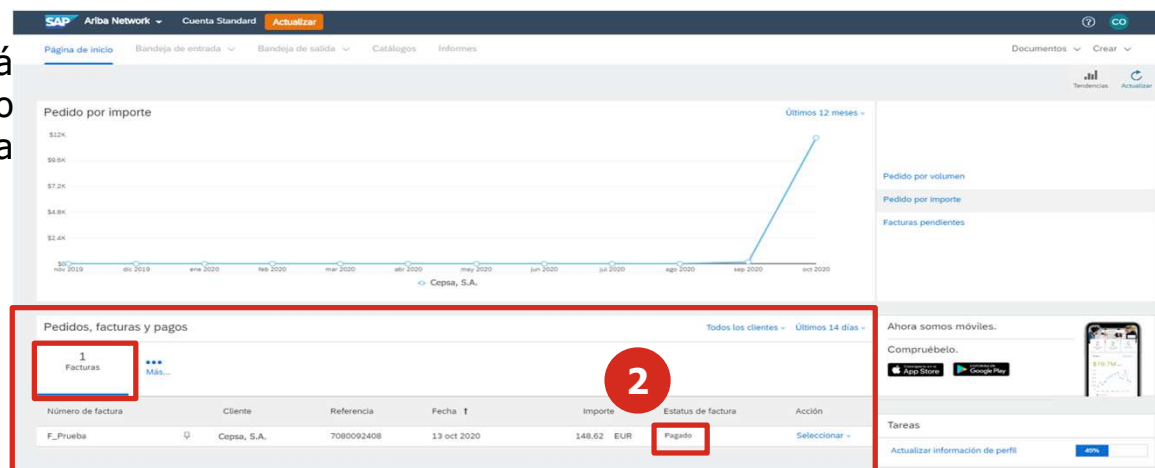 SAP Ariba Network Cuenta Standard Actualizar CO
Página de inicio Bandeja de entrada Bandeja de salida Catálogos Informes Documentos Crear
á
o
a
Tendencias Actualizar
Pedido por importe Últimos 12 meses
$12K
$9.6K
$7.2K
$4.8K
$2.4K
$0
nov 2019 dic 2019 ene 2020 feb 2020 mar 2020 abr 2020 may 2020 jun 2020 jul 2020 ago 2020 sep 2020 oct 2020
Cepsa, S.A.
Pedido por volumen
Pedido por importe
Facturas pendientes
Pedidos, facturas y pagos Todos los clientes Últimos 14 días
1
Facturas
Más...
2
Número de factura Cliente Referencia Fecha Importe Estatus de factura Acción
F_Prueba Cepsa, S.A. 7080092408 13 oct 2020 148,62 EUR Pagado Seleccionar
Ahora somos móviles.
Compruébelo.
App Store Google Play
Tareas
Actualizar información de perfil